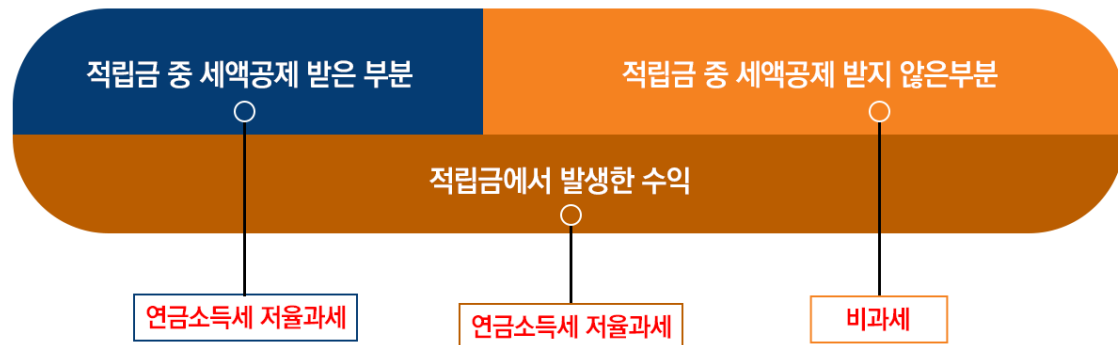 적립금 중 세액공제 받은 부분
적립금 중 세액공제 받지 않은부분
적립금에서 발생한 수익
연금소득세 저율과세
연금소득세 저율과세
비과세